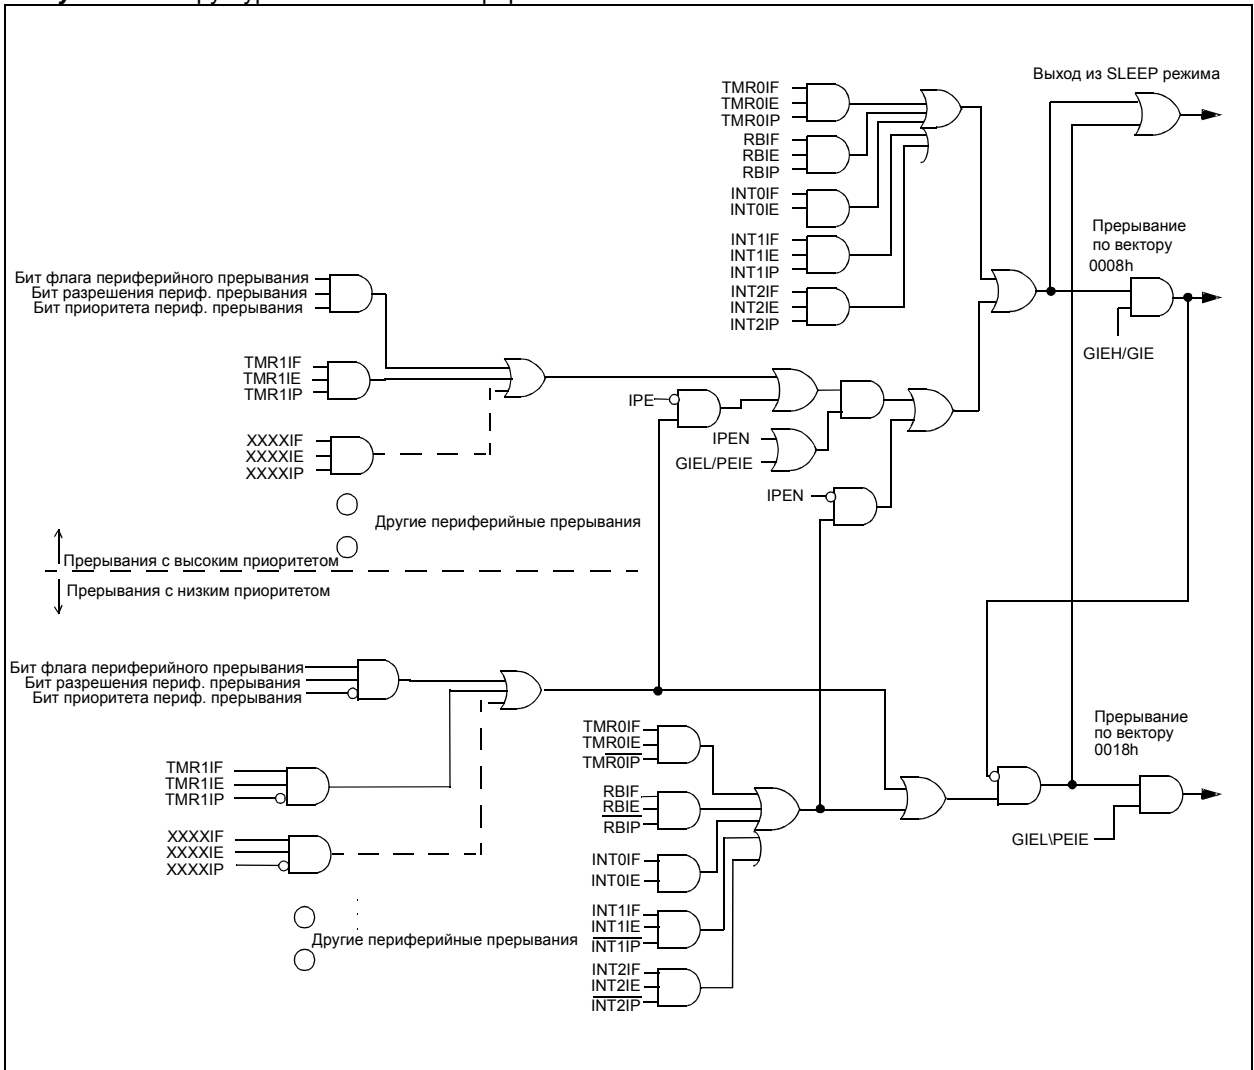 Выход из SLEEP режима
TMR0IF
TMR0IE
TMR0IP
RBIF
RBIE
RBIP
INT0IF
INT0IE
INT1IF
INT1IE
INT1IP
INT2IF
INT2IE
INT2IP
Прерывание
по вектору
0008h
GIEH/GIE
Бит флага периферийного прерывания
Бит разрешения периф. прерывания
Бит приоритета периф. прерывания
TMR1IF
TMR1IE
TMR1IP
XXXXIF
XXXXIE
XXXXIP
IPE
IPEN
GIEL/PEIE
IPEN
Другие периферийные прерывания
Прерывания с высоким приоритетом
Прерывания с низким приоритетом
Бит флага периферийного прерывания
Бит разрешения периф. прерывания
Бит приоритета периф. прерывания
TMR1IF
TMR1IE
TMR1IP
XXXXIF
XXXXIE
XXXXIP
Другие периферийные прерывания
TMR0IF
TMR0IE
TMR0IP
RBIF
RBIE
RBIP
INT0IF
INT0IE
INT1IF
INT1IE
INT1IP
INT2IF
INT2IE
INT2IP
Прерывание
по вектору
0018h
GIEL\PEIE